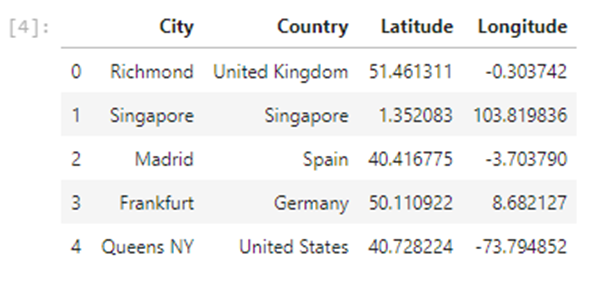 [4]: City Country Latitude Longitude
0 Richmond United Kingdom 51.461311 -0.303742
1 Singapore Singapore 1.352083 103.819836
2 Madrid Spain 40.416775 -3.703790
3 Frankfurt Germany 50.110922 8.682127
4 Queens NY United States 40.728224 -73.794852